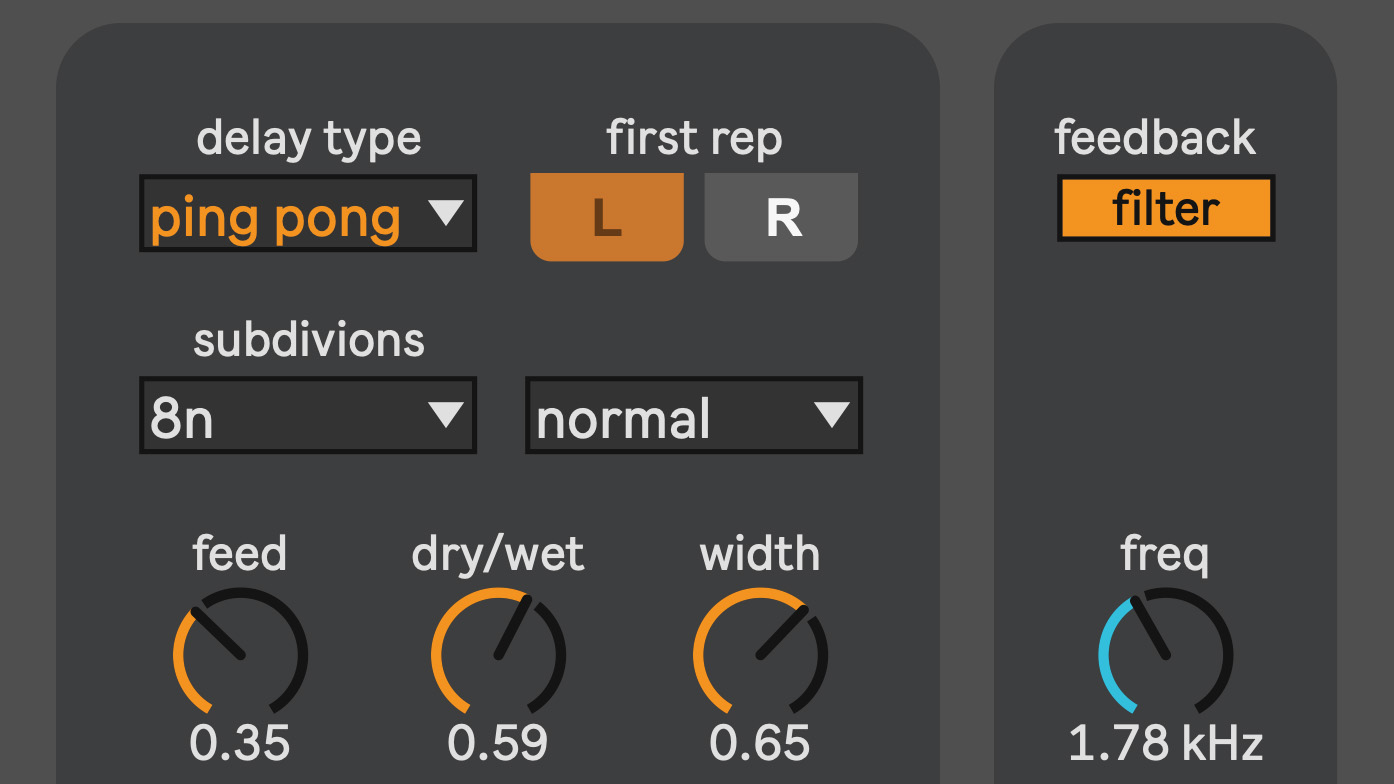 delay type
first rep
feedback
ping pong
L
R
filter
subdivions
8n
normal
feed
dry/wet
width
freq
0.35
0.59
0.65
1.78 kHz